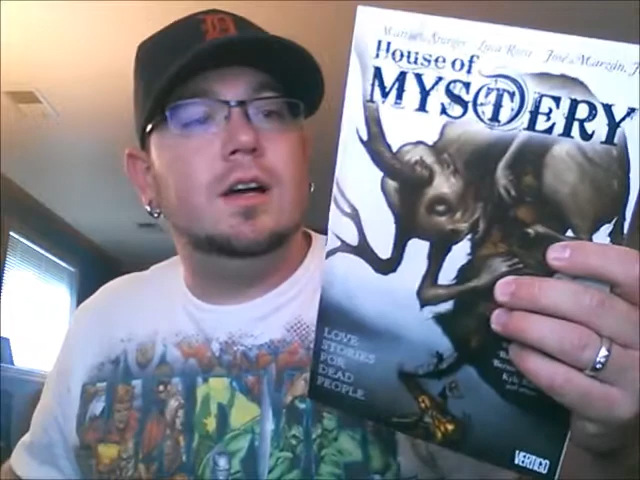 Matthew Sturges Luca Rossi José Marzán, Jr
House of
MYSTERY
LOVE
STORIES
FOR
DEAD
PEOPLE
VERTIGO